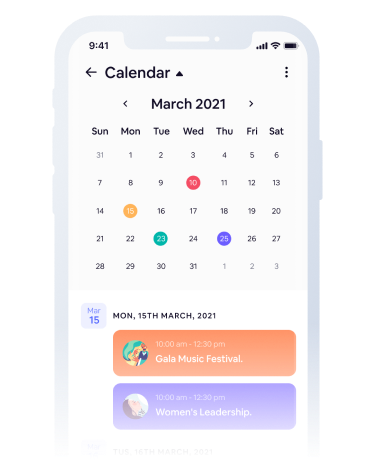 9:41
Calendar
March 2021
Sun Mon Tue Wed Thu Fri Sat
31 1 2 3 4 5 6
7 8 9 10 11 12 13
14 15 16 17 18 19 20
21 22 23 24 25 26 27
28 29 30 31 1 2 3
Mar
15
MON, 15TH MARCH, 2021
10:00 am - 12:30 pm
Gala Music Festival.
10:00 am - 12:30 pm
Women's Leadership.
TUE, 16TH MARCH, 2021